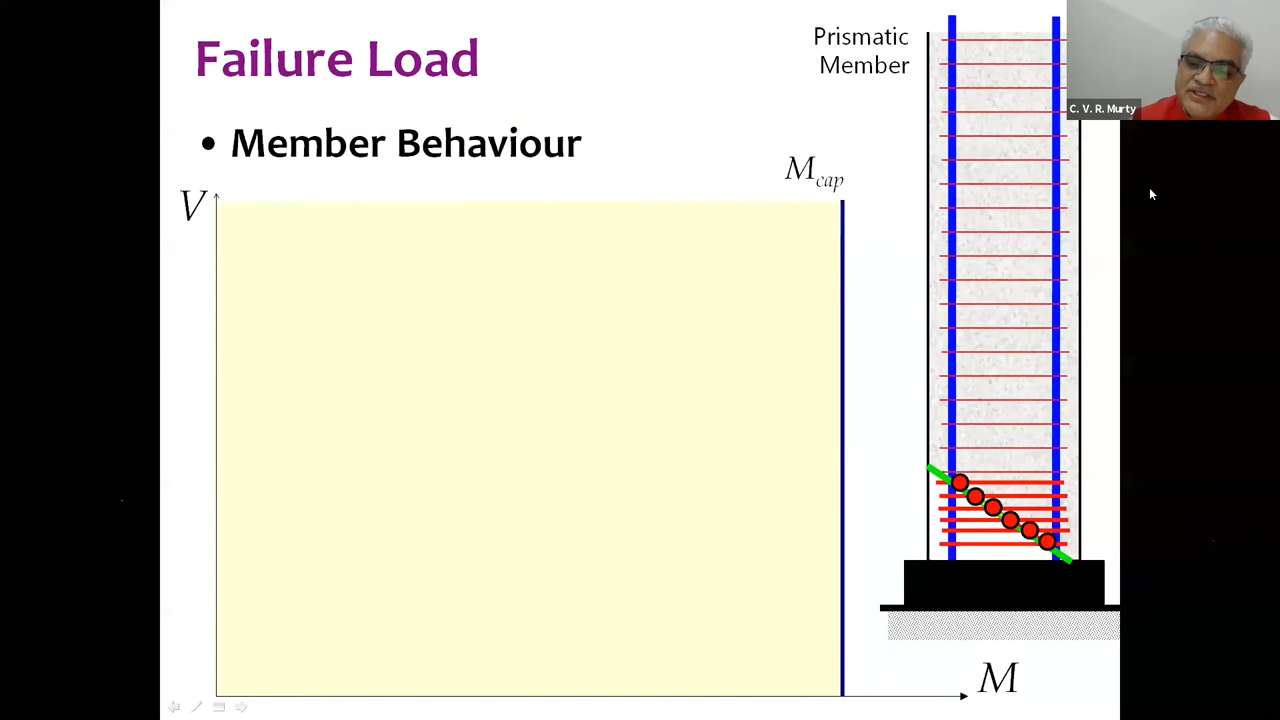 Failure Load
• Member Behaviour
Prismatic
Member
C. V. R. Murty
M_cap
V
M